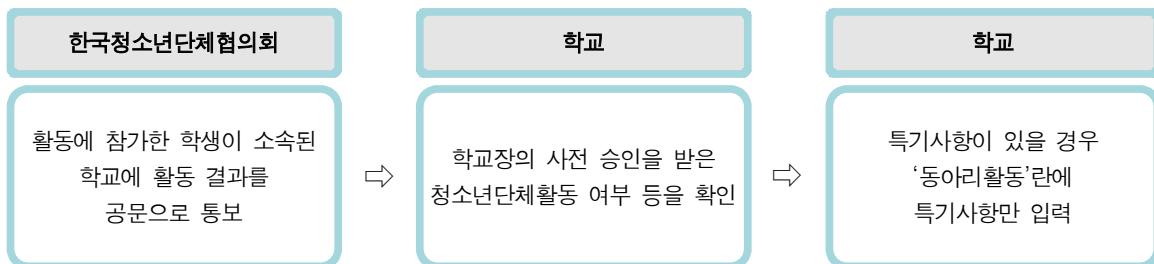 한국청소년단체협의회
활동에 참가한 학생이 소속된
학교에 활동 결과를
공문으로 통보
⇨
학교
학교장의 사전 승인을 받은
청소년단체활동 여부 등을 확인
⇨
학교
특기사항이 있을 경우
‘동아리활동’란에
특기사항만 입력